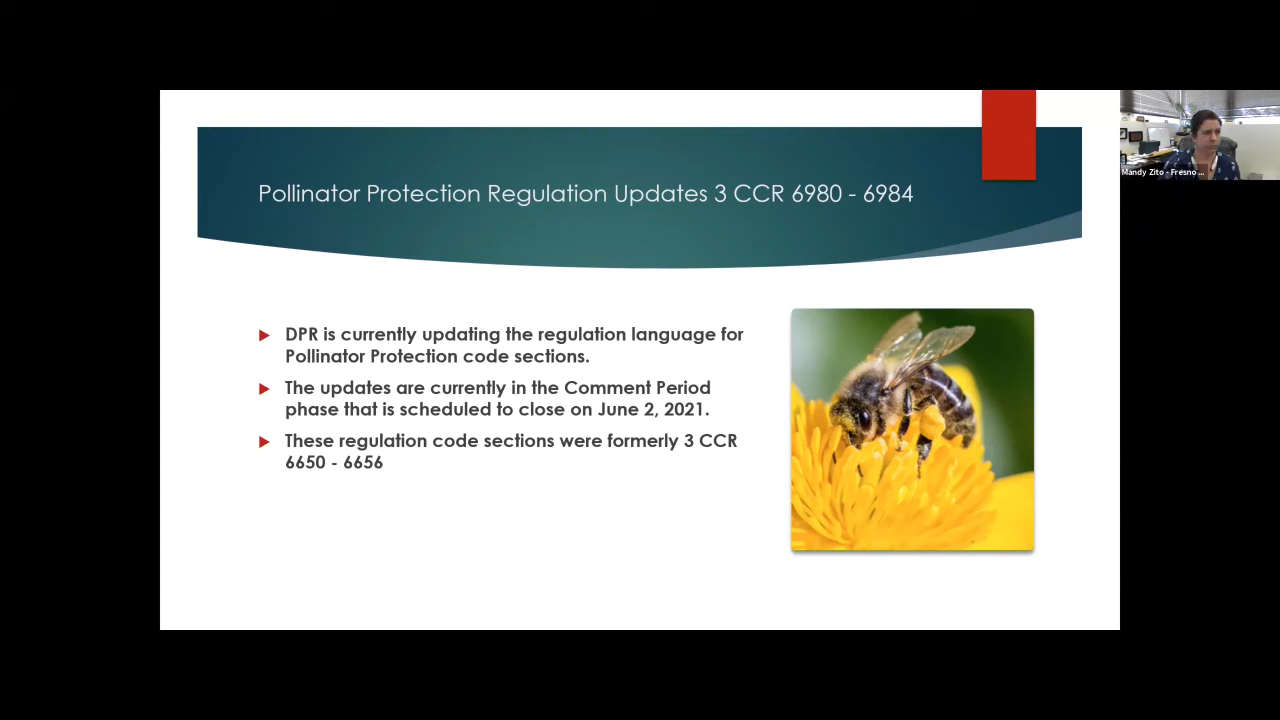 Pollinator Protection Regulation Updates 3 CCR 6980 - 6984
DPR is currently updating the regulation language for
Pollinator Protection code sections.
The updates are currently in the Comment Period
phase that is scheduled to close on June 2, 2021.
These regulation code sections were formerly 3 CCR
6650 - 6656
Mandy Zito - Fresno ...